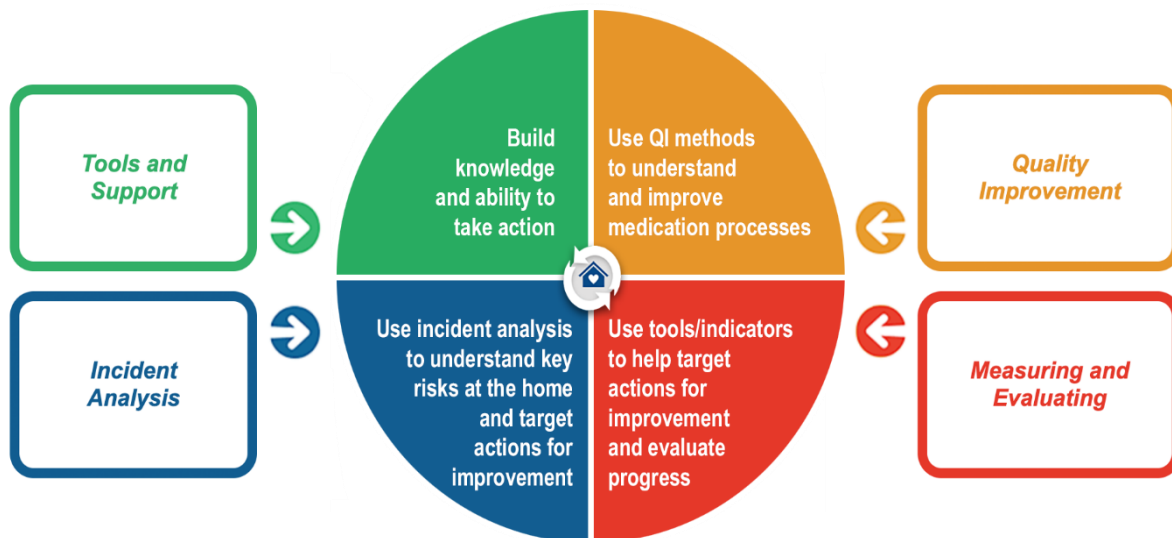 Tools and
Support
Build
knowledge
and ability to
take action
Use QI methods
to understand
and improve
medication processes
Quality
Improvement
Incident
Analysis
Use incident analysis
to understand key
risks at the home
and target
actions for
improvement
Use tools/indicators
to help target
actions for
improvement
and evaluate
progress
Measuring and
Evaluating